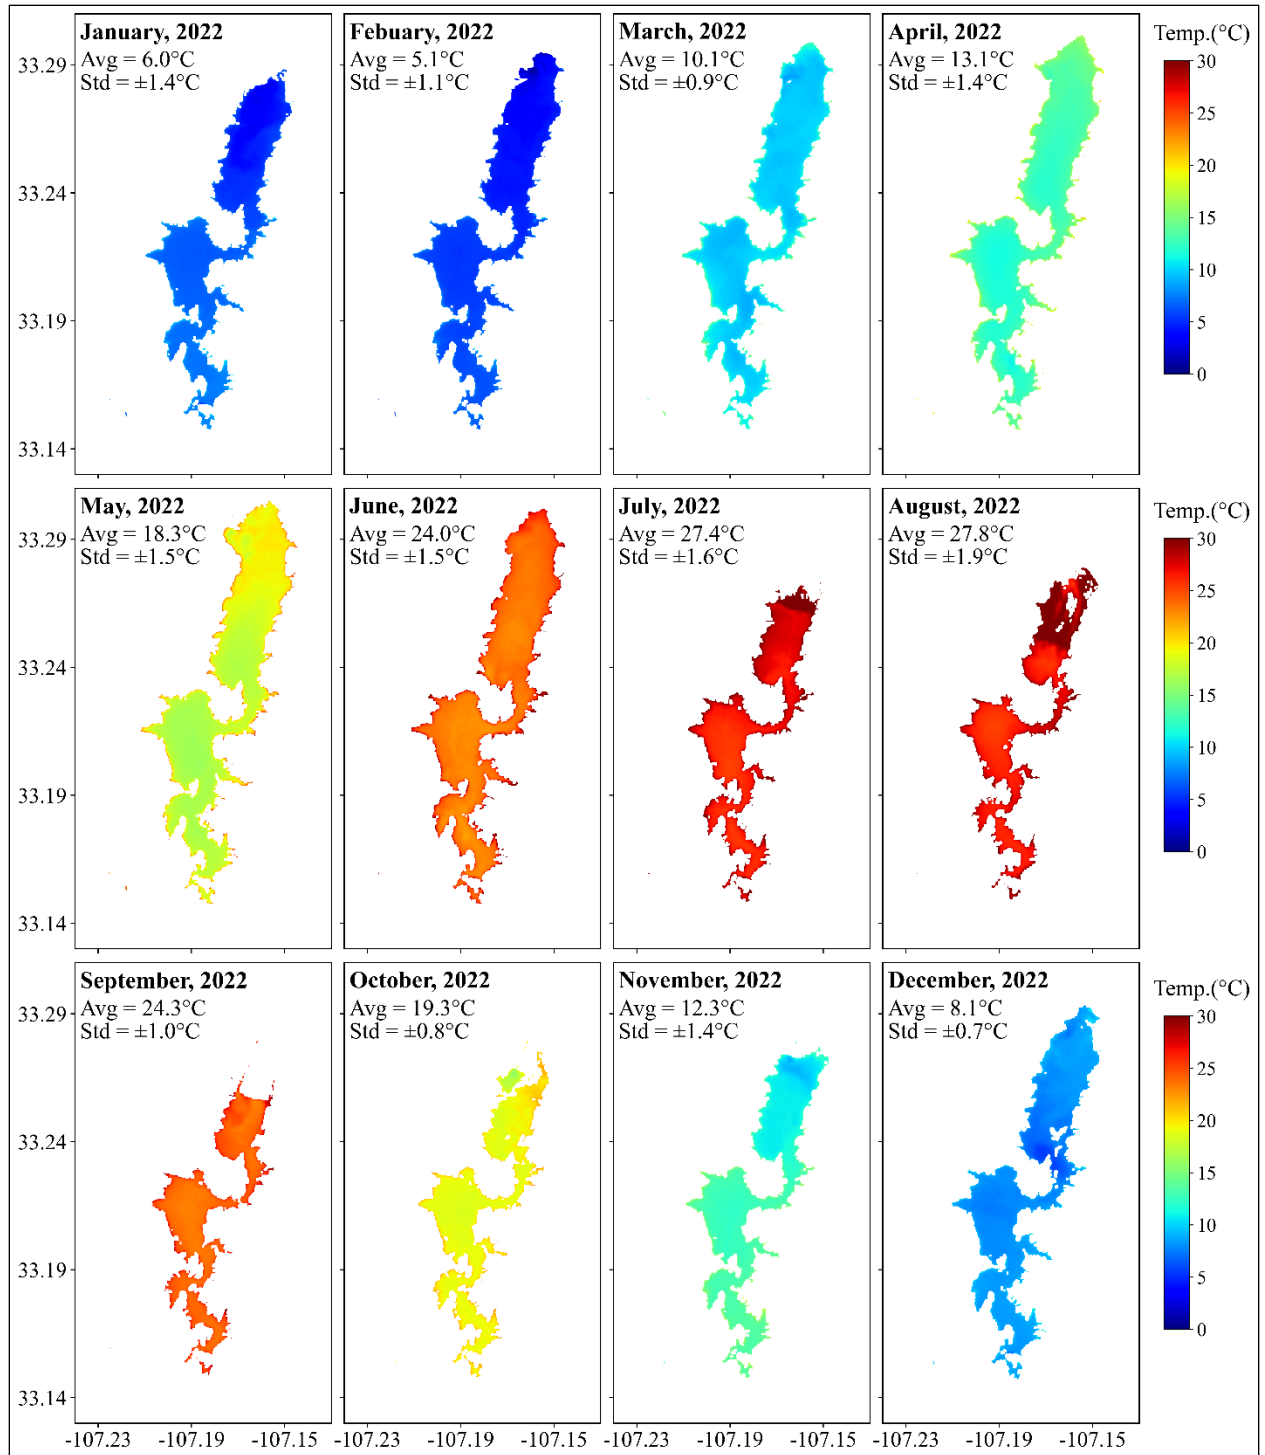 January, 2022
Avg = 6.0°C
Std = ±1.4°C
Febuary, 2022
Avg = 5.1°C
Std = ±1.1°C
March, 2022
Avg = 10.1°C
Std = ±0.9°C
April, 2022
Avg = 13.1°C
Std = ±1.4°C
Temp.(°C)
30
25
20
15
10
5
0
33.29
33.24
33.19
33.14
May, 2022
Avg = 18.3°C
Std = ±1.5°C
June, 2022
Avg = 24.0°C
Std = ±1.5°C
July, 2022
Avg = 27.4°C
Std = ±1.6°C
August, 2022
Avg = 27.8°C
Std = ±1.9°C
Temp.(°C)
30
25
20
15
10
5
0
33.29
33.24
33.19
33.14
September, 2022
Avg = 24.3°C
Std = ±1.0°C
October, 2022
Avg = 19.3°C
Std = ±0.8°C
November, 2022
Avg = 12.3°C
Std = ±1.4°C
December, 2022
Avg = 8.1°C
Std = ±0.7°C
Temp.(°C)
30
25
20
15
10
5
0
33.29
33.24
33.19
33.14
-107.23 -107.19 -107.15 -107.23 -107.19 -107.15 -107.23 -107.19 -107.15 -107.23 -107.19 -107.15